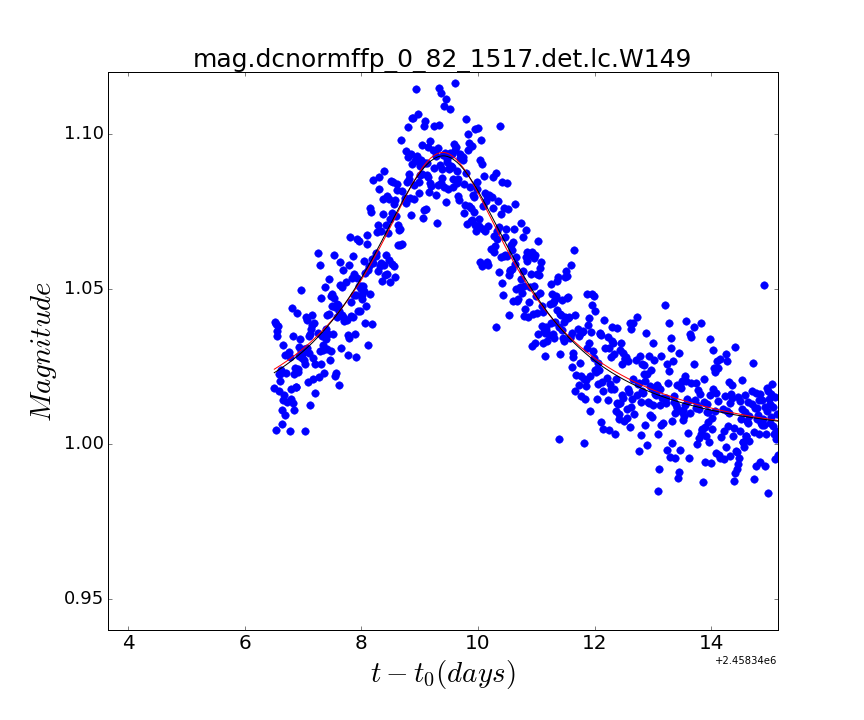 mag.dcnormffp_0_82_1517.det.lc.W149
1.10
1.05
1.00
0.95
Magnitude
4 6 8 10 12 14
+2.45834e6
t − t₀(days)